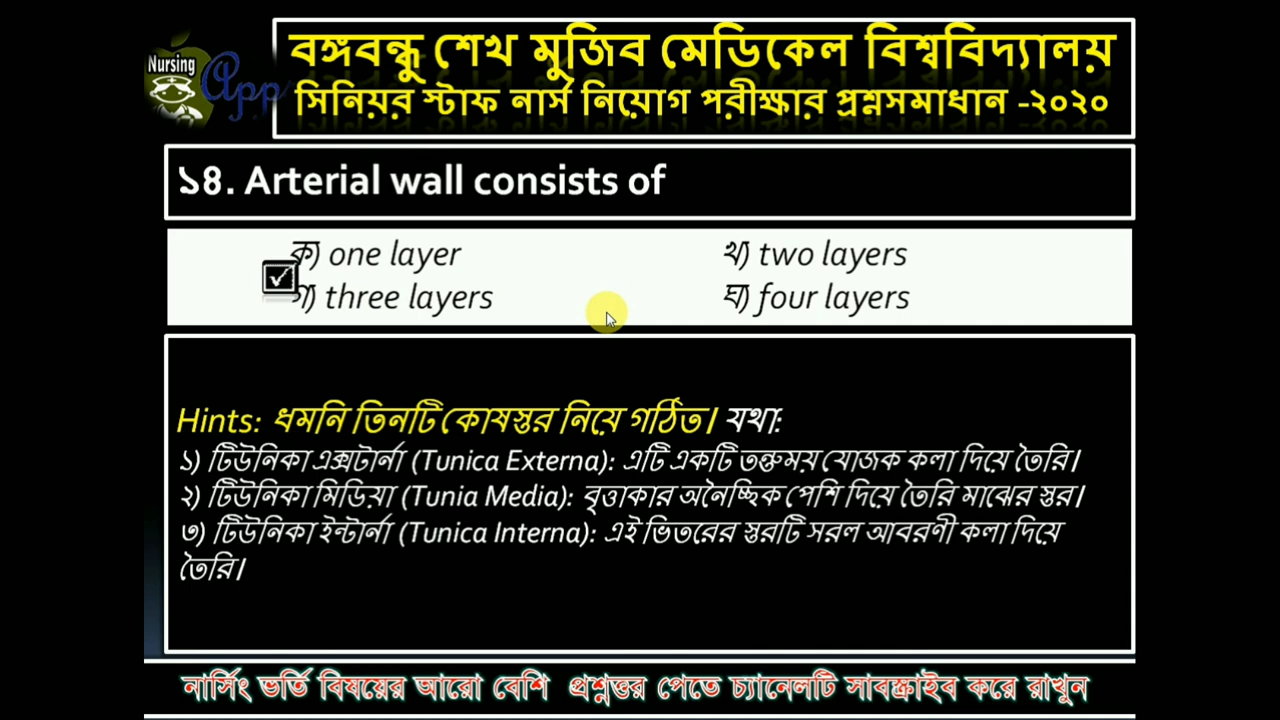 Nursing
App
বঙ্গবন্ধু শেখ মুজিব মেডিকেল বিশ্ববিদ্যালয়
সিনিয়র স্টাফ নার্স নিয়োগ পরীক্ষার প্রশ্নসমাধান -২০২০
১৪. Arterial wall consists of
ক) one layer খ) two layers
গ) three layers ঘ) four layers
Hints: ধমনি তিনটি কোষস্তর নিয়ে গঠিত। যথা:
১) টিউনিকা এক্সটার্না (Tunica Externa): এটি একটি তন্তুময় যোজক কলা দিয়ে তৈরি।
২) টিউনিকা মিডিয়া (Tunia Media): বৃত্তাকার অনৈচ্ছিক পেশি দিয়ে তৈরি মাঝের স্তর।
৩) টিউনিকা ইন্টার্না (Tunica Interna): এই ভিতরের স্তরটি সরল আবরণী কলা দিয়ে
তৈরি।
নার্সিং ভর্তি বিষয়ের আরো বেশি প্রশ্নত্তর পেতে চ্যানেলটি সাবস্ক্রাইব করে রাখুন